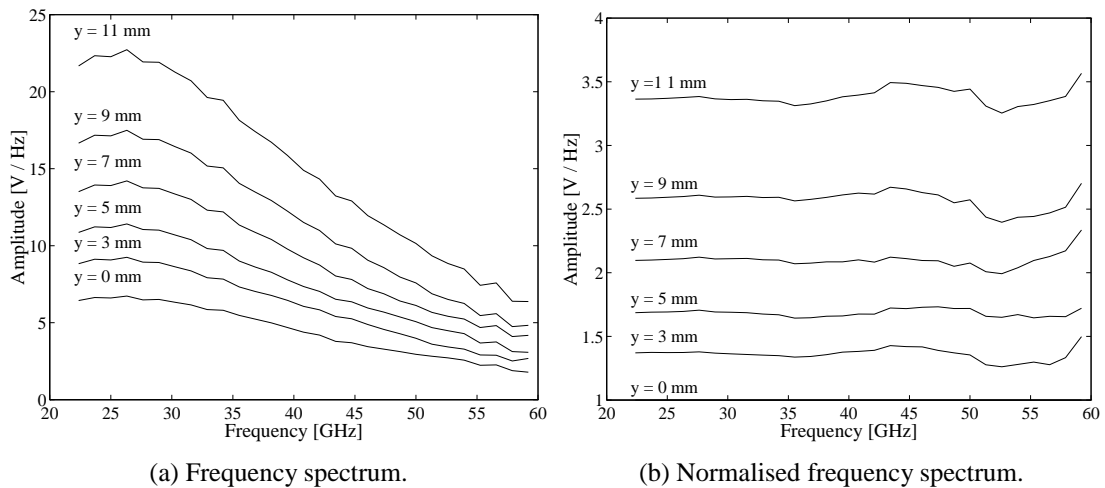 25
20
15
10
5
0
Amplitude [V / Hz]
y = 11 mm
y = 9 mm
y = 7 mm
y = 5 mm
y = 3 mm
y = 0 mm
20 25 30 35 40 45 50 55 60
Frequency [GHz]
(a) Frequency spectrum.
4
3.5
3
2.5
2
1.5
1
Amplitude [V / Hz]
y =1 1 mm
y = 9 mm
y = 7 mm
y = 5 mm
y = 3 mm
y = 0 mm
20 25 30 35 40 45 50 55 60
Frequency [GHz]
(b) Normalised frequency spectrum.